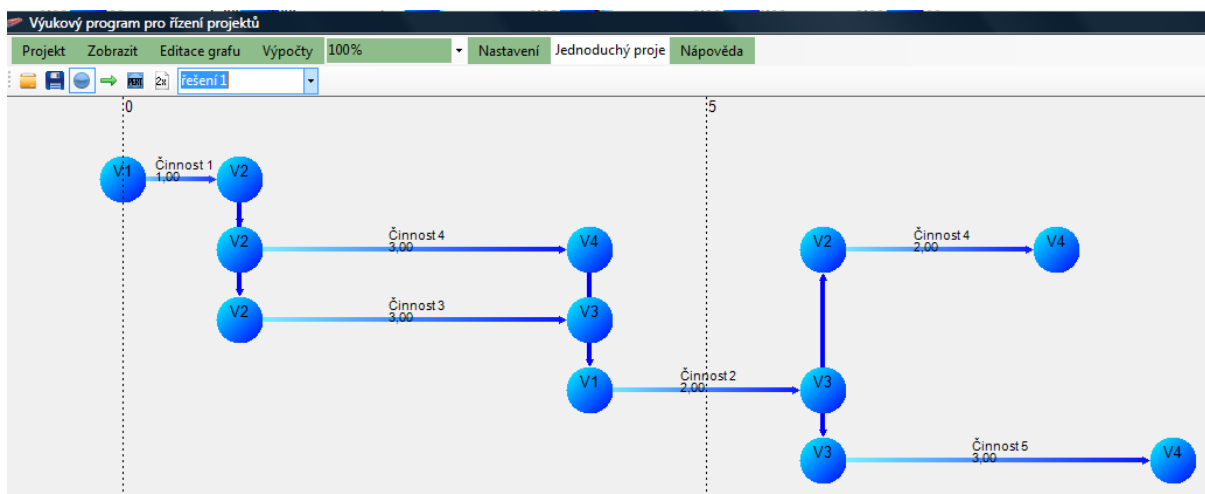 Výukový program pro řízení projektů
Projekt Zobrazit Editace grafu Výpočty 100% Nastavení Jednoduchý proje Nápověda
PERT 2x řešení 1
0 5
Činnost 1
V1 1,00 V2
Činnost 4 Činnost 4
V2 3,00 V4 V2 2,00 V4
Činnost 3
V2 3,00 V3
Činnost 2
V1 2,00 V3
Činnost 5
V3 3,00 V4